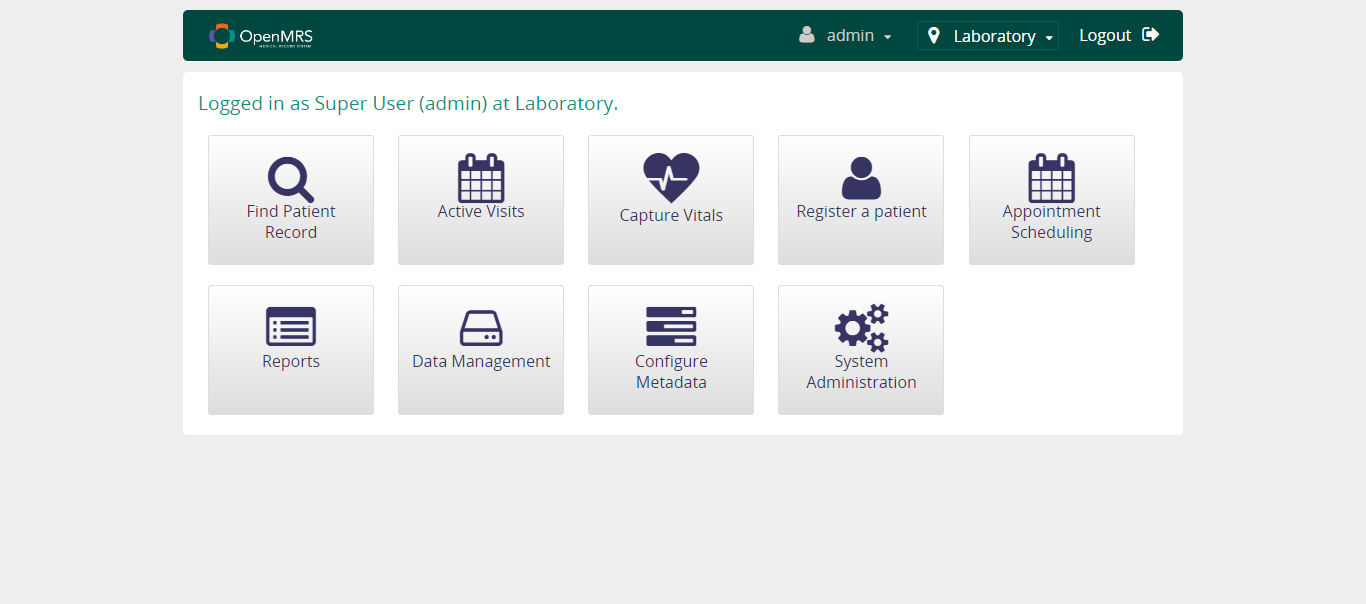 OpenMRS
MEDICAL RECORD SYSTEM
admin
Laboratory
Logout
Logged in as Super User (admin) at Laboratory.
Find Patient
Record
Active Visits
Capture Vitals
Register a patient
Appointment
Scheduling
Reports
Data Management
Configure
Metadata
System
Administration